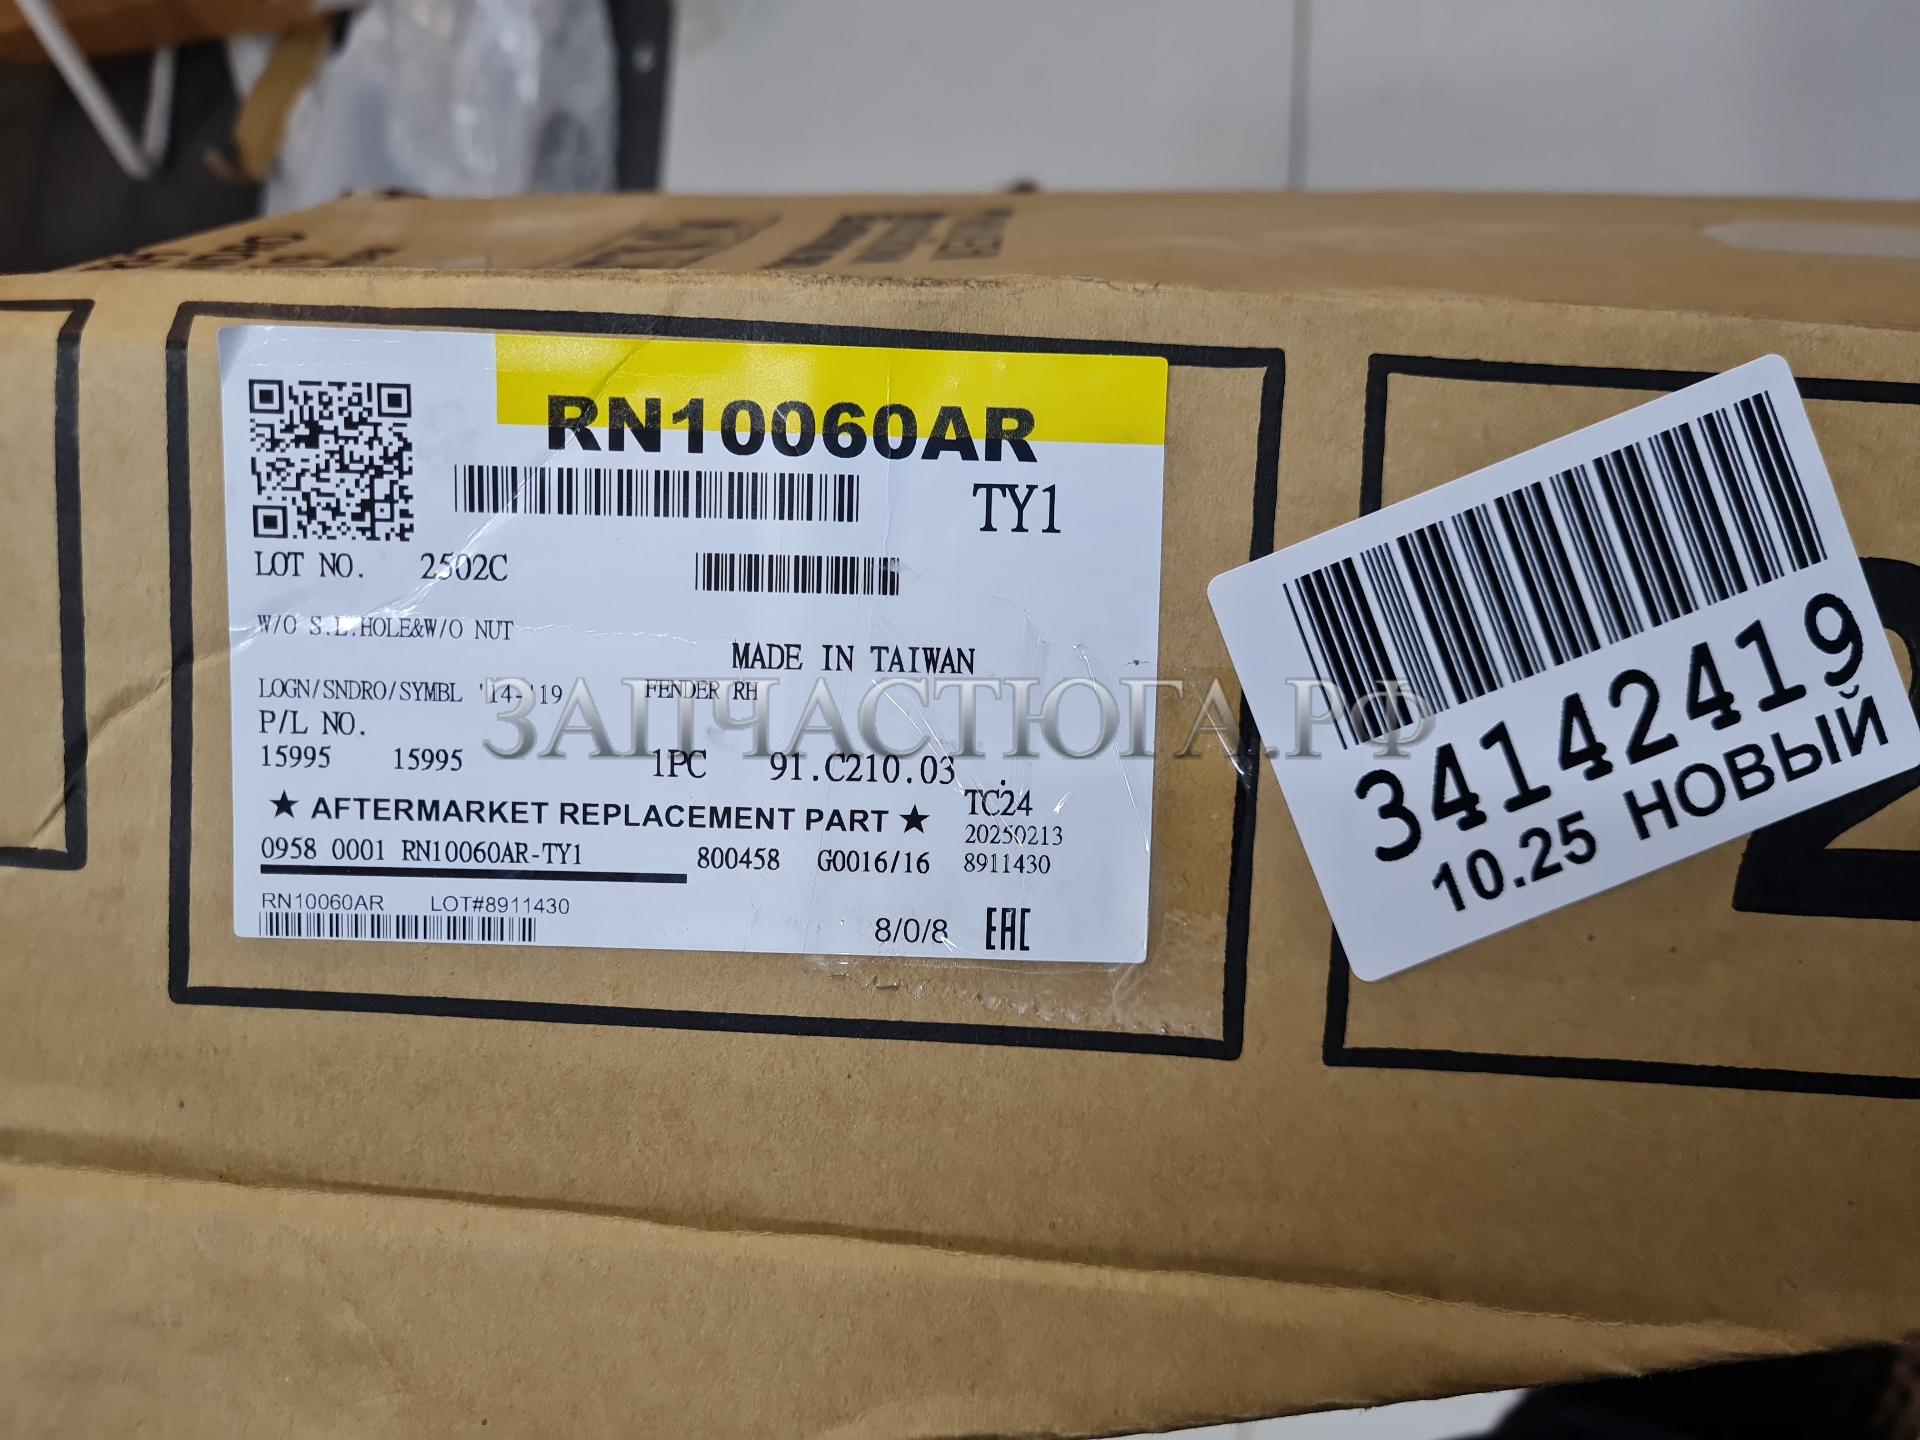 RN10060AR
TY1
LOT NO. 2502C
W/O S.L.HOLE&W/O NUT
MADE IN TAIWAN
LOGN/SNDRO/SYMBL '14-'19 FENDER RH
P/L NO.
15995 15995 1PC 91.C210.03
TC24
★ AFTERMARKET REPLACEMENT PART ★
20250213
0958 0001 RN10060AR-TY1 800458 G0016/16 8911430
RN10060AR LOT#8911430
8/0/8 EAC
34142419
10.25 НОВЫЙ
2
ЗАПЧАСТЮГА.РФ